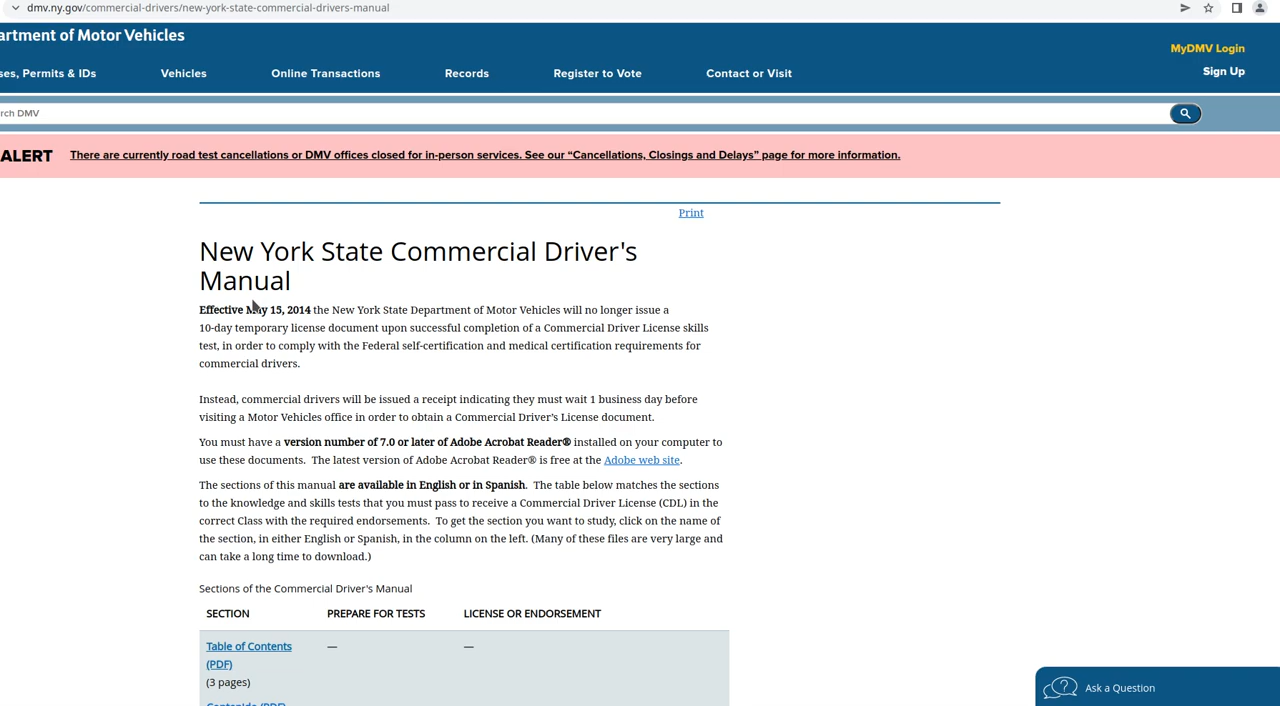 dmv.ny.gov/commercial-drivers/new-york-state-commercial-drivers-manual
artment of Motor Vehicles
MyDMV Login
ses, Permits & IDs Vehicles Online Transactions Records Register to Vote Contact or Visit
Sign Up
rch DMV
ALERT There are currently road test cancellations or DMV offices closed for in-person services. See our “Cancellations, Closings and Delays” page for more information.
Print
New York State Commercial Driver's
Manual
Effective May 15, 2014 the New York State Department of Motor Vehicles will no longer issue a
10-day temporary license document upon successful completion of a Commercial Driver License skills
test, in order to comply with the Federal self-certification and medical certification requirements for
commercial drivers.
Instead, commercial drivers will be issued a receipt indicating they must wait 1 business day before
visiting a Motor Vehicles office in order to obtain a Commercial Driver’s License document.
You must have a version number of 7.0 or later of Adobe Acrobat Reader® installed on your computer to
use these documents. The latest version of Adobe Acrobat Reader® is free at the Adobe web site.
The sections of this manual are available in English or in Spanish. The table below matches the sections
to the knowledge and skills tests that you must pass to receive a Commercial Driver License (CDL) in the
correct Class with the required endorsements. To get the section you want to study, click on the name of
the section, in either English or Spanish, in the column on the left. (Many of these files are very large and
can take a long time to download.)
Sections of the Commercial Driver's Manual
SECTION PREPARE FOR TESTS LICENSE OR ENDORSEMENT
Table of Contents — —
(PDF)
(3 pages)
Contenido (PDF)
Ask a Question